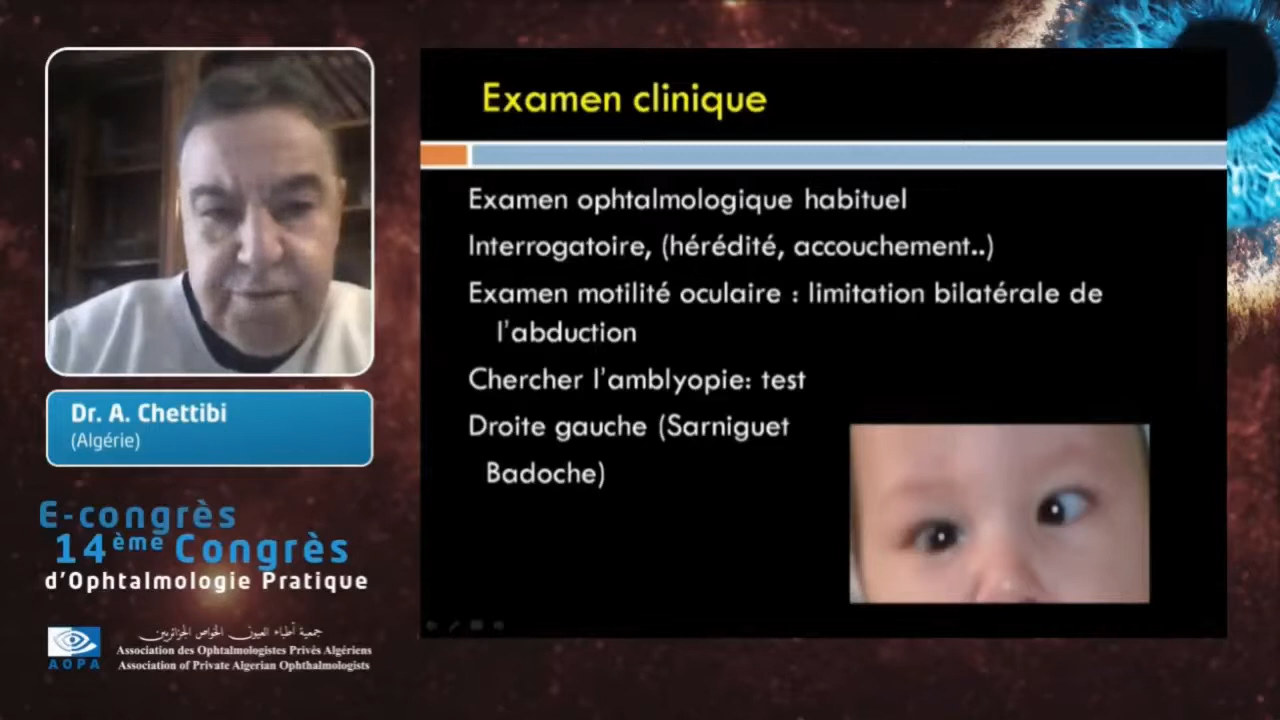 Examen clinique
Examen ophtalmologique habituel
Interrogatoire, (hérédité, accouchement..)
Examen motilité oculaire : limitation bilatérale de
l'abduction
Chercher l'amblyopie: test
Droite gauche (Sarniguet
Badoche)
Dr. A. Chettibi
(Algérie)
E-congrès
14ème Congrès
d'Ophtalmologie Pratique
جمعية أطباء العيون الخواص الجزائريين
Association des Ophtalmologistes Privés Algériens
Association of Private Algerian Ophthalmologists
AOPA